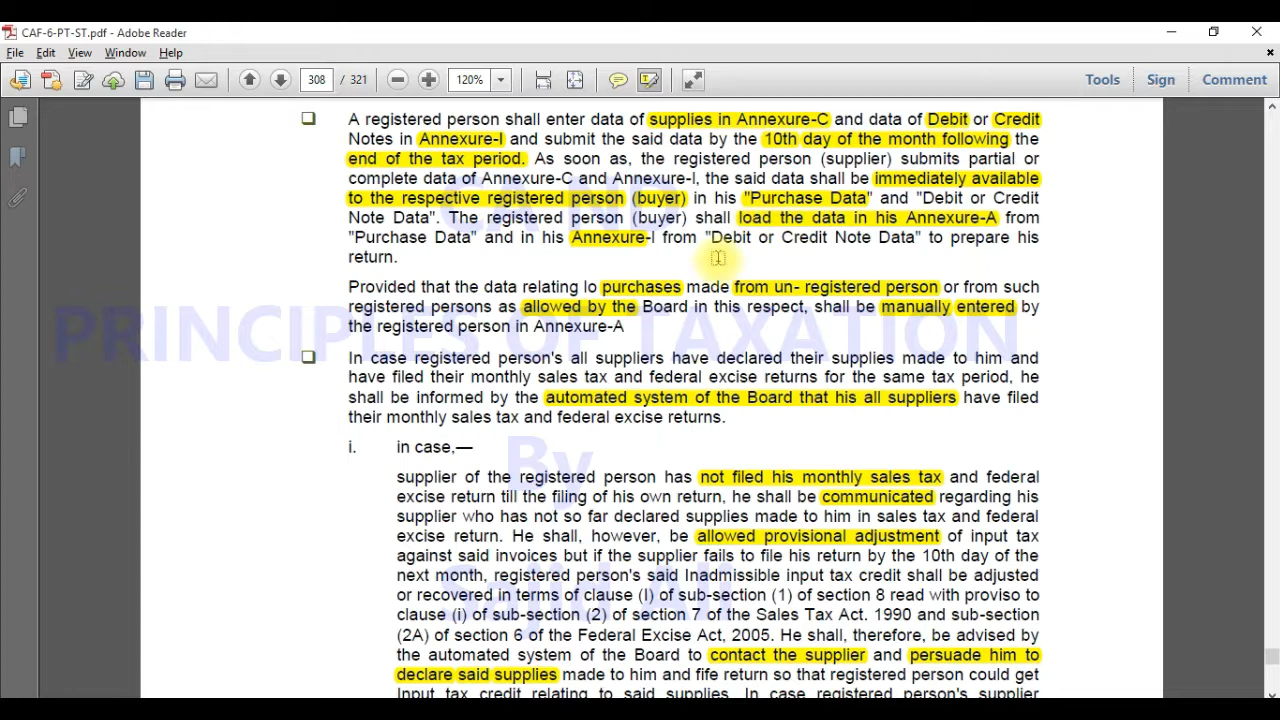 CAF-6-PT-ST.pdf - Adobe Reader
File Edit View Window Help
308 / 321 120% Tools Sign Comment
A registered person shall enter data of supplies in Annexure-C and data of Debit or Credit
Notes in Annexure-I and submit the said data by the 10th day of the month following the
end of the tax period. As soon as, the registered person (supplier) submits partial or
complete data of Annexure-C and Annexure-I, the said data shall be immediately available
to the respective registered person (buyer) in his "Purchase Data" and "Debit or Credit
Note Data". The registered person (buyer) shall load the data in his Annexure-A from
"Purchase Data" and in his Annexure-I from "Debit or Credit Note Data" to prepare his
return.
Provided that the data relating lo purchases made from un- registered person or from such
registered persons as allowed by the Board in this respect, shall be manually entered by
the registered person in Annexure-A
PRINCIPLES OF TAXATION
In case registered person's all suppliers have declared their supplies made to him and
have filed their monthly sales tax and federal excise returns for the same tax period, he
shall be informed by the automated system of the Board that his all suppliers have filed
their monthly sales tax and federal excise returns.
i. in case,—
By
supplier of the registered person has not filed his monthly sales tax and federal
excise return till the filing of his own return, he shall be communicated regarding his
supplier who has not so far declared supplies made to him in sales tax and federal
excise return. He shall, however, be allowed provisional adjustment of input tax
against said invoices but if the supplier fails to file his return by the 10th day of the
next month, registered person's said Inadmissible input tax credit shall be adjusted
or recovered in terms of clause (I) of sub-section (1) of section 8 read with proviso to
Sajid Ali
clause (i) of sub-section (2) of section 7 of the Sales Tax Act. 1990 and sub-section
(2A) of section 6 of the Federal Excise Act, 2005. He shall, therefore, be advised by
the automated system of the Board to contact the supplier and persuade him to
declare said supplies made to him and fife return so that registered person could get
Input tax credit relating to said supplies. In case registered person's supplier